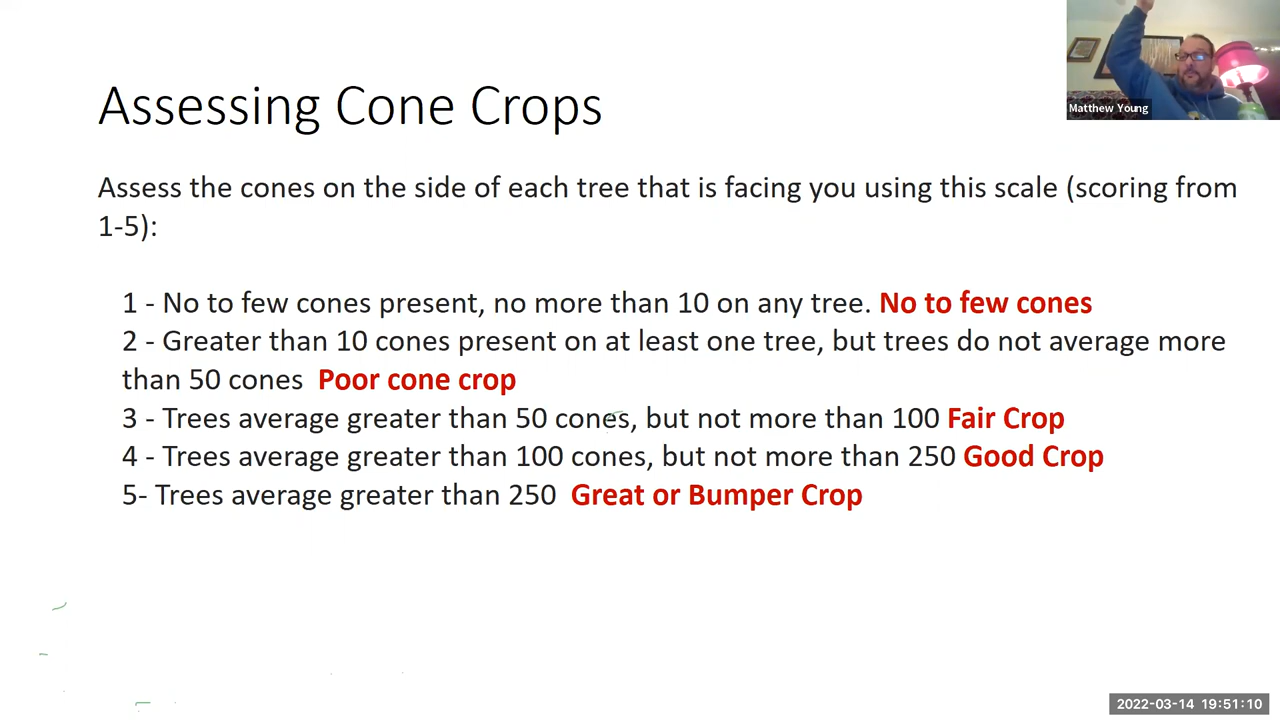 Matthew Young
Assessing Cone Crops
Assess the cones on the side of each tree that is facing you using this scale (scoring from
1-5):
1 - No to few cones present, no more than 10 on any tree. No to few cones
2 - Greater than 10 cones present on at least one tree, but trees do not average more
than 50 cones  Poor cone crop
3 - Trees average greater than 50 cones, but not more than 100 Fair Crop
4 - Trees average greater than 100 cones, but not more than 250 Good Crop
5- Trees average greater than 250  Great or Bumper Crop
2022-03-14 19:51:10